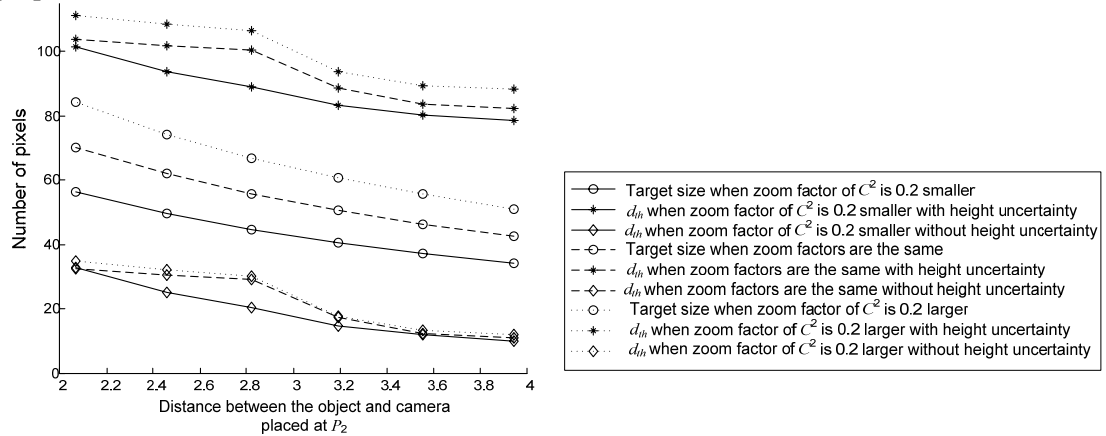 Number of pixels
100
80
60
40
20
0
2 2.2 2.4 2.6 2.8 3 3.2 3.4 3.6 3.8 4
Distance between the object and camera
placed at P2
Target size when zoom factor of C² is 0.2 smaller
dth when zoom factor of C² is 0.2 smaller with height uncertainty
dth when zoom factor of C² is 0.2 smaller without height uncertainty
Target size when zoom factors are the same
dth when zoom factors are the same with height uncertainty
dth when zoom factors are the same without height uncertainty
Target size when zoom factor of C² is 0.2 larger
dth when zoom factor of C² is 0.2 larger with height uncertainty
dth when zoom factor of C² is 0.2 larger without height uncertainty